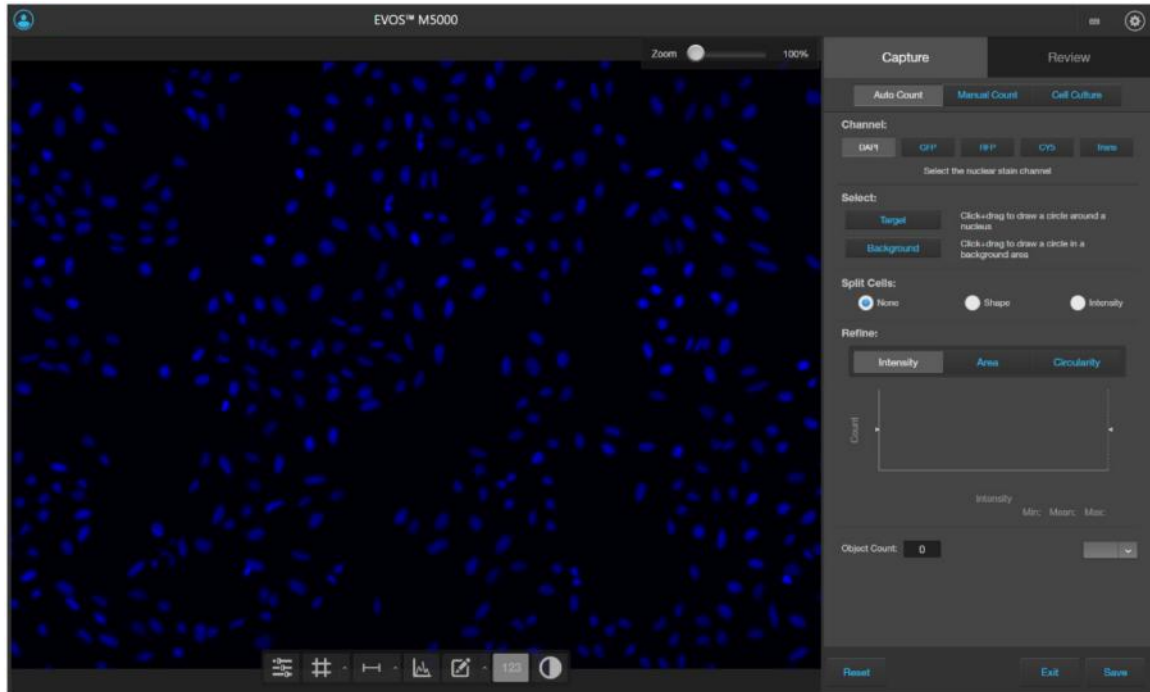 EVOS™ M5000
Zoom 100%
Capture Review
Auto Count Manual Count Cell Culture
Channel:
DAPI GFP RFP CY5 Trans
Select the nuclear stain channel
Select:
Target Click+drag to draw a circle around a
nucleus
Background Click+drag to draw a circle in a
background area
Split Cells:
None Shape Intensity
Refine:
Intensity Area Circularity
Count
Intensity
Min: Mean: Max:
Object Count: 0
123
Reset Exit Save